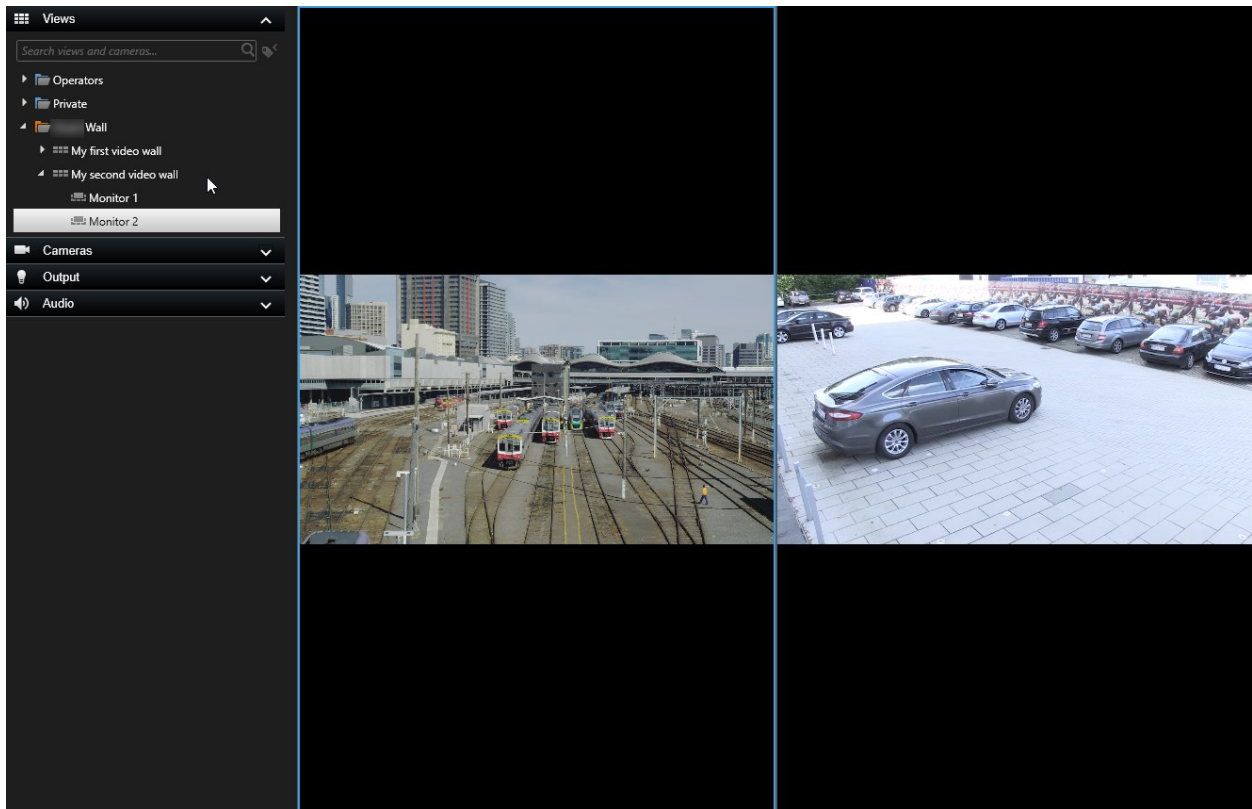 Views
Search views and cameras...
Operators
Private
Wall
My first video wall
My second video wall
Monitor 1
Monitor 2
Cameras
Output
Audio